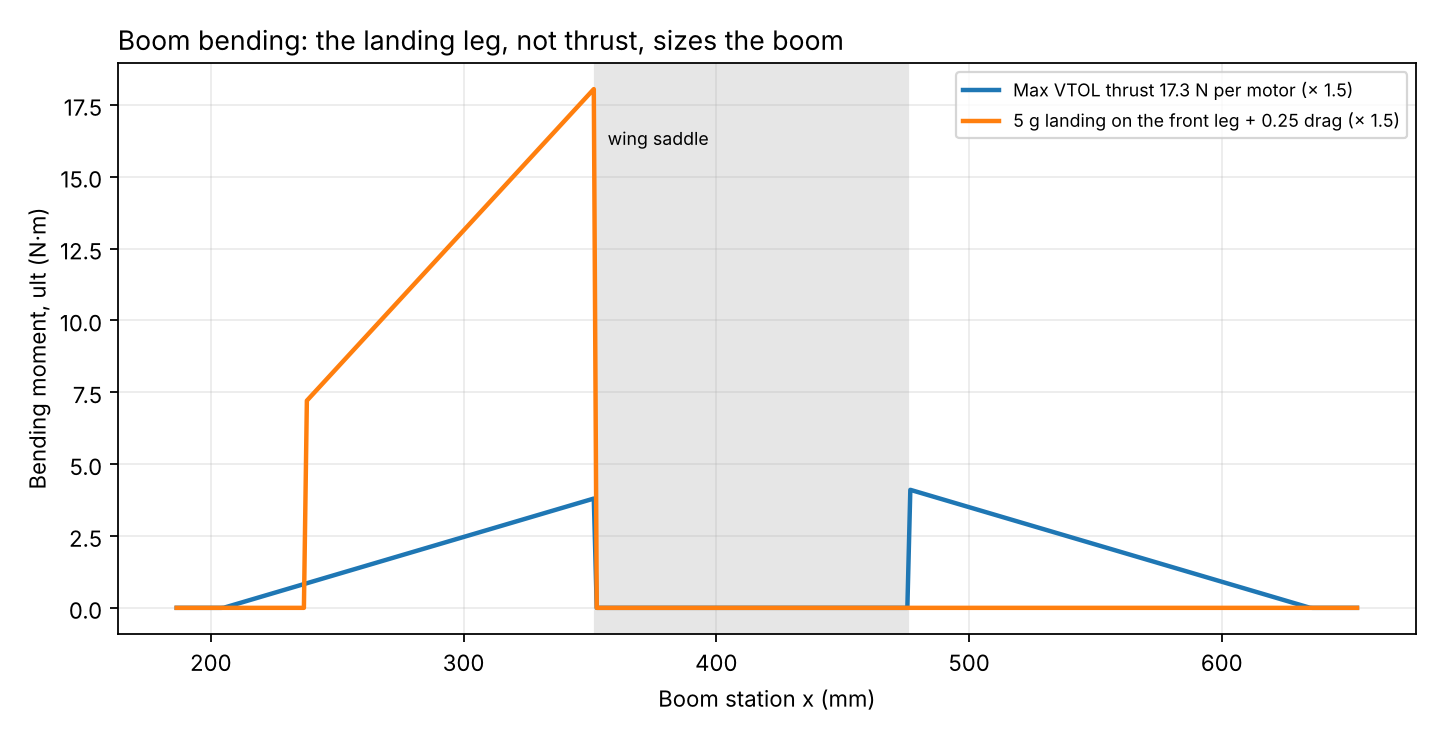 Boom bending: the landing leg, not thrust, sizes the boom
Max VTOL thrust 17.3 N per motor (× 1.5)
5 g landing on the front leg + 0.25 drag (× 1.5)
wing saddle
Bending moment, ult (N·m)
17.5
15.0
12.5
10.0
7.5
5.0
2.5
0.0
200 300 400 500 600
Boom station x (mm)